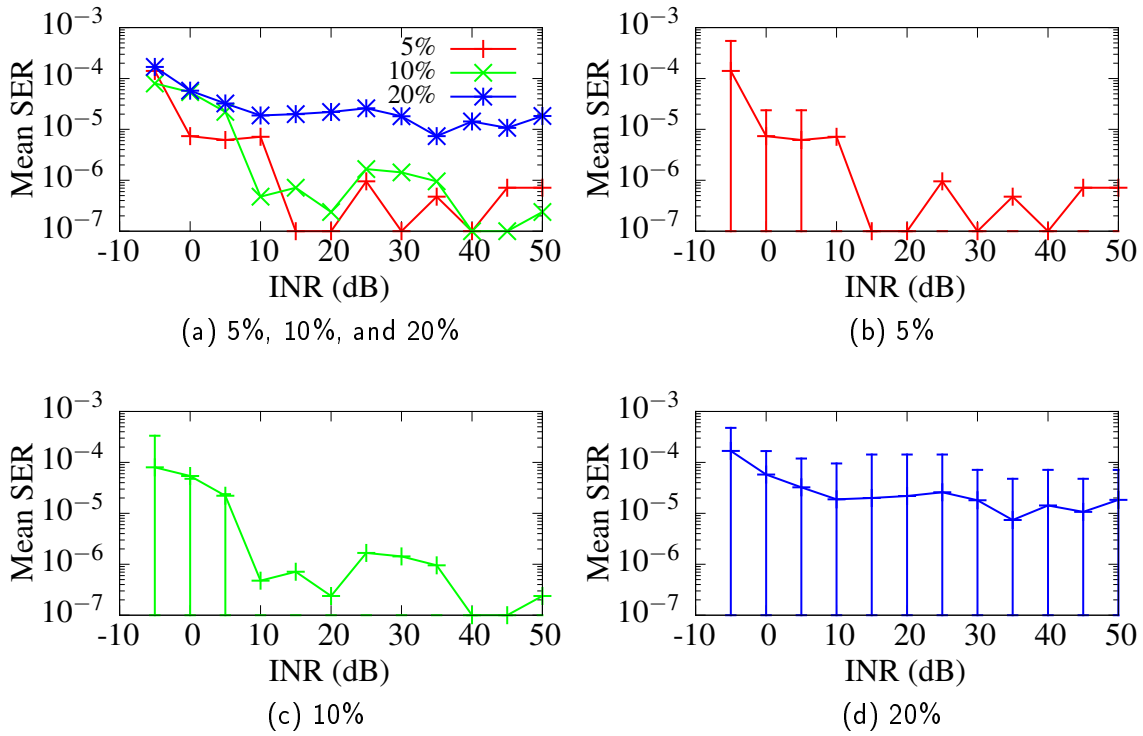 10⁻³
10⁻⁴
10⁻⁵
10⁻⁶
10⁻⁷
Mean SER
-10 0 10 20 30 40 50
INR (dB)
5%
10%
20%
(a) 5%, 10%, and 20%
10⁻³
10⁻⁴
10⁻⁵
10⁻⁶
10⁻⁷
Mean SER
-10 0 10 20 30 40 50
INR (dB)
(b) 5%
10⁻³
10⁻⁴
10⁻⁵
10⁻⁶
10⁻⁷
Mean SER
-10 0 10 20 30 40 50
INR (dB)
(c) 10%
10⁻³
10⁻⁴
10⁻⁵
10⁻⁶
10⁻⁷
Mean SER
-10 0 10 20 30 40 50
INR (dB)
(d) 20%